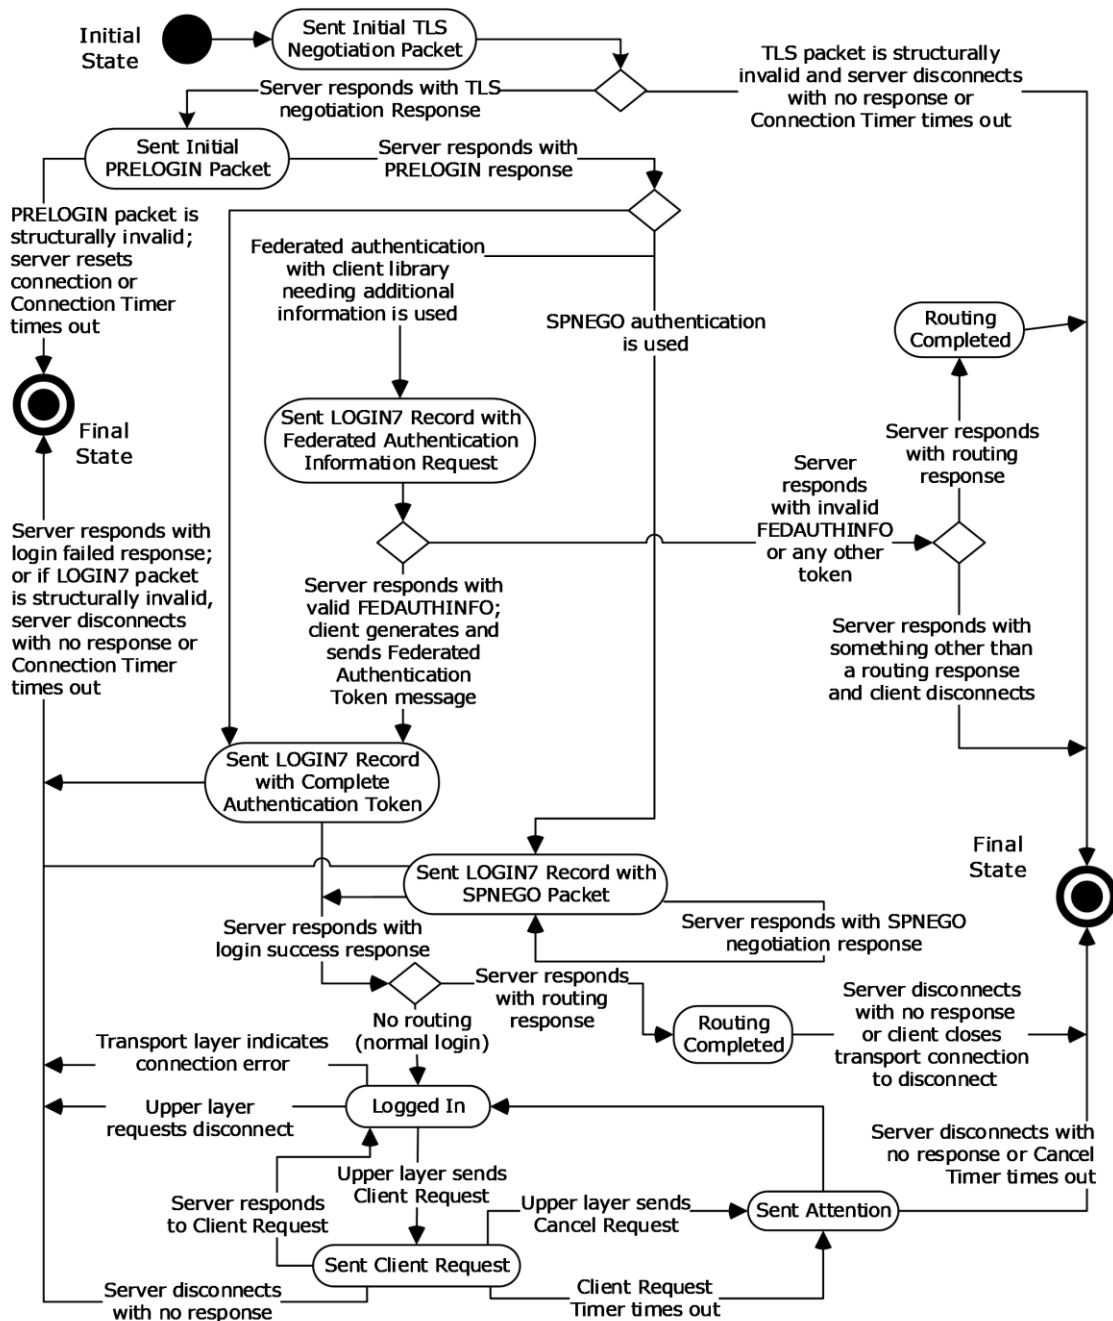 Initial
State
Sent Initial TLS
Negotiation Packet
TLS packet is structurally
invalid and server disconnects
with no response or
Connection Timer times out
Server responds with TLS
negotiation Response
Sent Initial
PRELOGIN Packet
Server responds with
PRELOGIN response
PRELOGIN packet is
structurally invalid;
server resets
connection or
Connection Timer
times out
Federated authentication
with client library
needing additional
information is used
SPNEGO authentication
is used
Routing
Completed
Final
State
Sent LOGIN7 Record with
Federated Authentication
Information Request
Server responds
with routing
response
Server
responds
with invalid
FEDAUTHINFO
or any other
token
Server responds with
login failed response;
or if LOGIN7 packet
is structurally invalid,
server disconnects
with no response or
Connection Timer
times out
Server responds with
valid FEDAUTHINFO;
client generates and
sends Federated
Authentication
Token message
Server responds with
something other than
a routing response
and client disconnects
Sent LOGIN7 Record
with Complete
Authentication Token
Final
State
Sent LOGIN7 Record with
SPNEGO Packet
Server responds with SPNEGO
negotiation response
Server responds with
login success response
Server responds
with routing
response
No routing
(normal login)
Routing
Completed
Server disconnects
with no response
or client closes
transport connection
to disconnect
Transport layer indicates
connection error
Logged In
Upper layer
requests disconnect
Server disconnects with
no response or Cancel
Timer times out
Upper layer sends
Client Request
Server responds
to Client Request
Upper layer sends
Cancel Request
Sent Attention
Sent Client Request
Server disconnects
with no response
Client Request
Timer times out